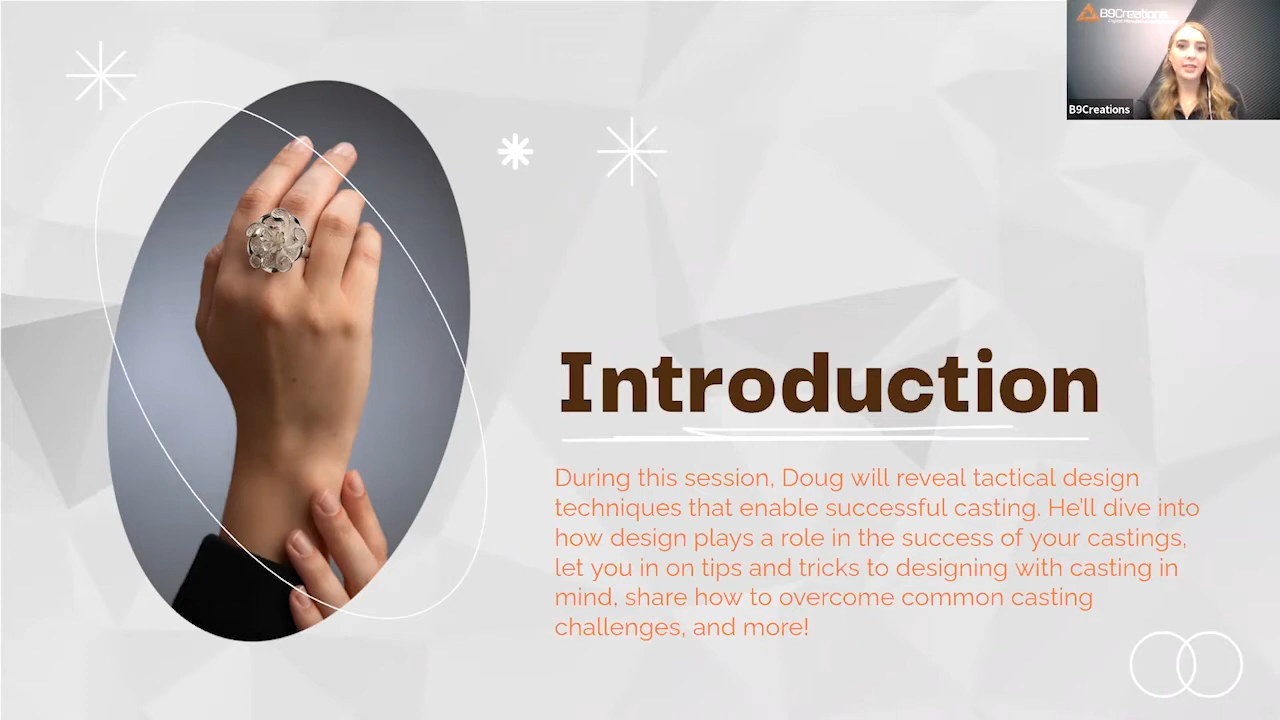 B9Creations
B9Creations
Introduction
During this session, Doug will reveal tactical design
techniques that enable successful casting. He'll dive into
how design plays a role in the success of your castings,
let you in on tips and tricks to designing with casting in
mind, share how to overcome common casting
challenges, and more!